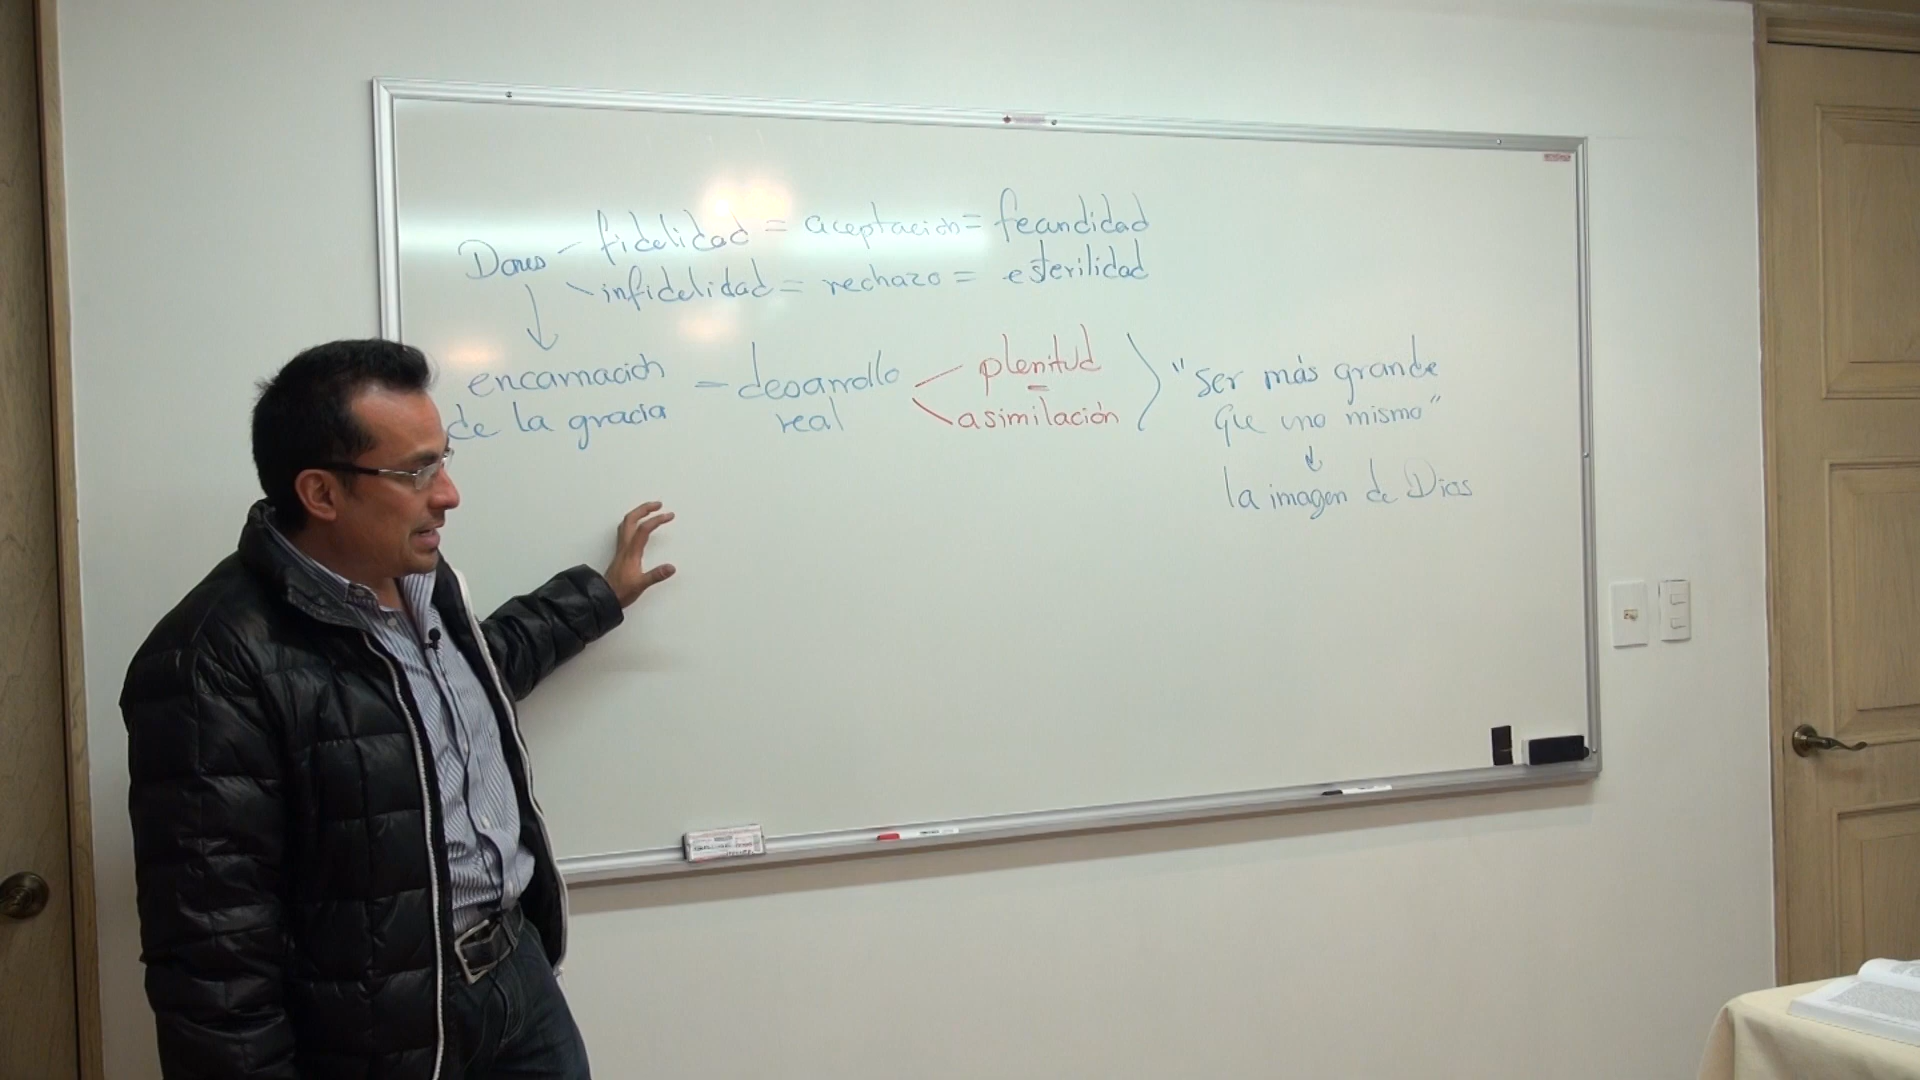 Dones - fidelidad = aceptación = fecundidad
infidelidad = rechazo = esterilidad
encarnación de la gracia - desarrollo real
plenitud
=
asimilación
"ser más grande
que uno mismo"
la imagen de Dios